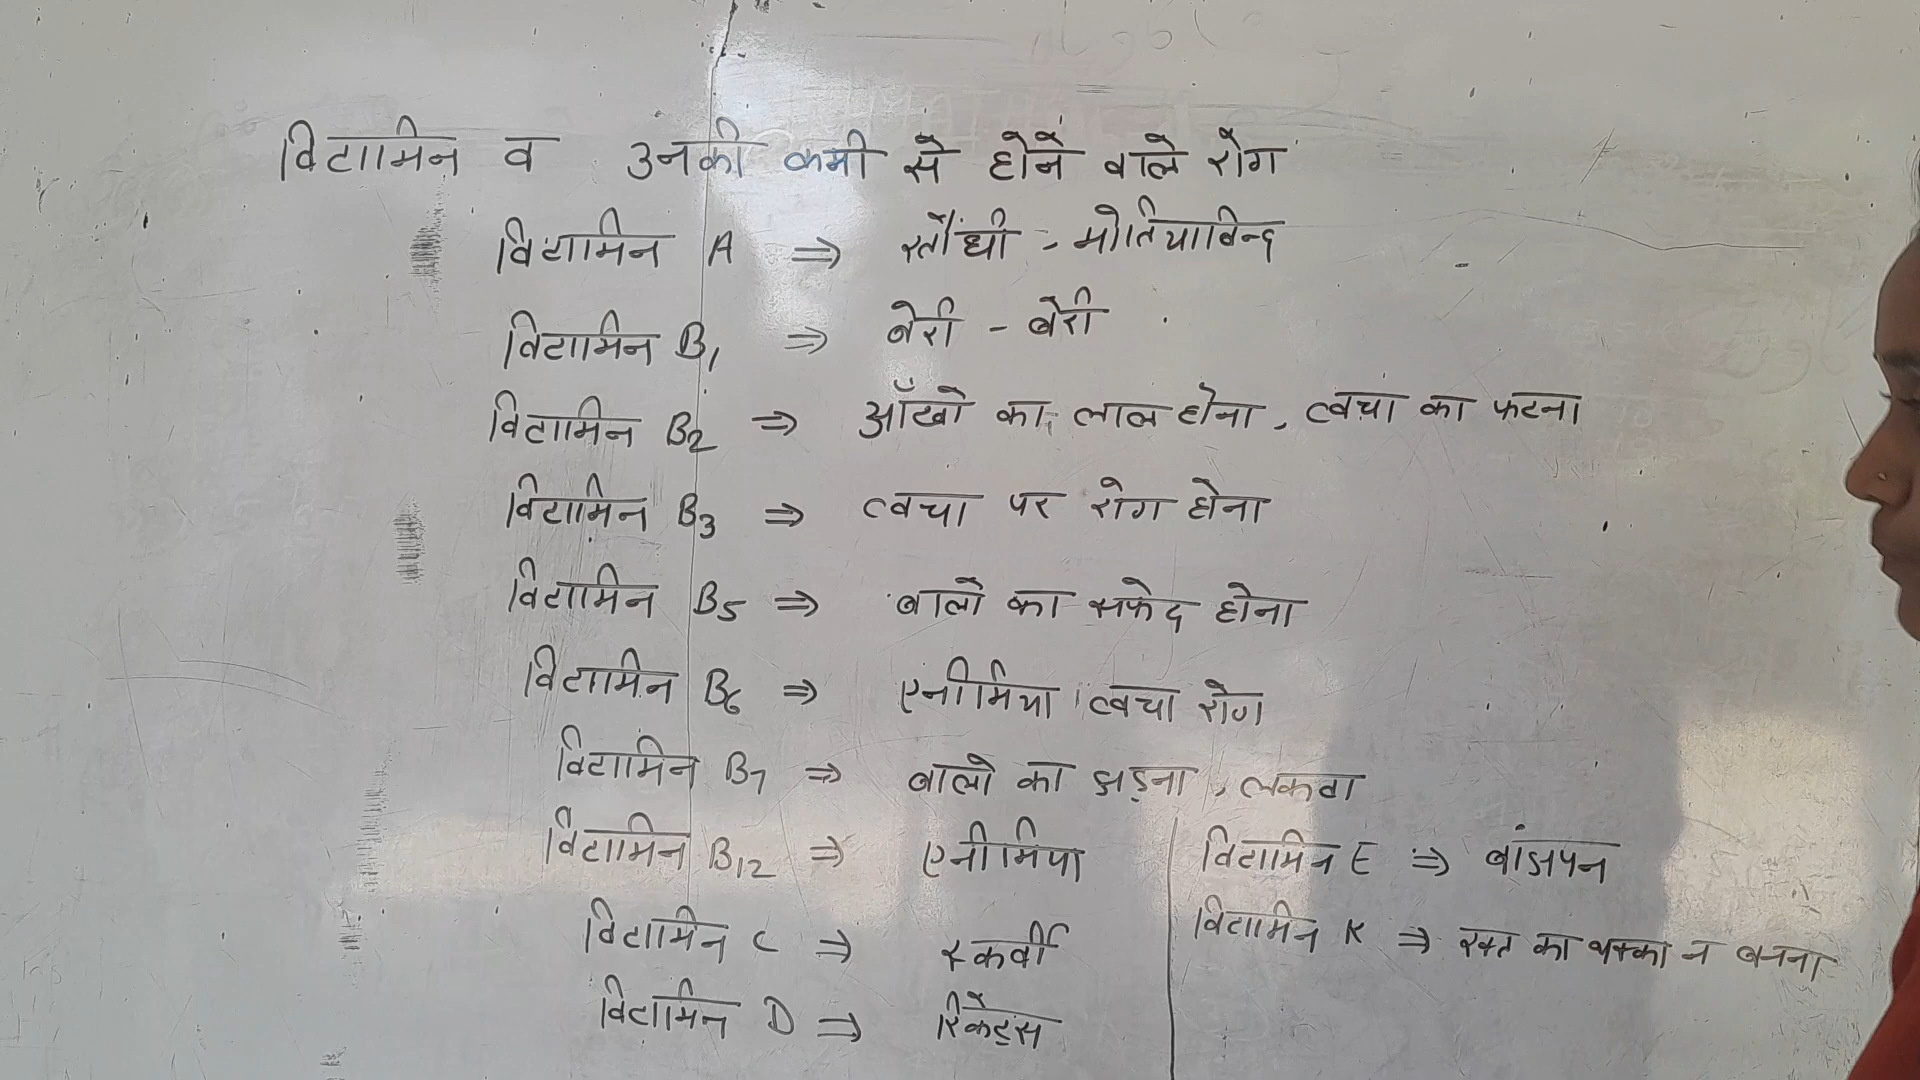 विटामिन व उनकी कमी से होनें वाले रोग
विटामिन A ⇒ रतौंधी, मोतियाबिन्द
विटामिन B₁ ⇒ बेरी - बेरी
विटामिन B₂ ⇒ आँखो का लाल होना, त्वचा का फटना
विटामिन B₃ ⇒ त्वचा पर रोग होना
विटामिन B₅ ⇒ बालो का सफेद होना
विटामिन B₆ ⇒ एनीमिया, त्वचा रोग
विटामिन B₇ ⇒ बालो का झड़ना, लकवा
विटामिन B₁₂ ⇒ एनीमिया
विटामिन C ⇒ स्कर्वी
विटामिन D ⇒ रिकेट्स
विटामिन E ⇒ बांझपन
विटामिन K ⇒ रक्त का थक्का न बनना